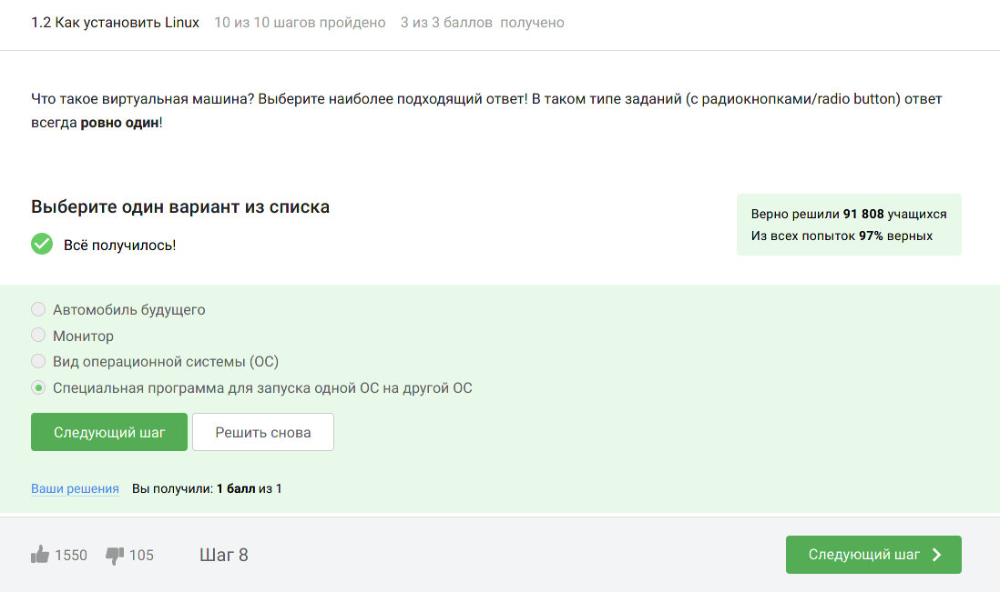 1.2 Как установить Linux 10 из 10 шагов пройдено 3 из 3 баллов получено
Что такое виртуальная машина? Выберите наиболее подходящий ответ! В таком типе заданий (с радиокнопками/radio button) ответ
всегда ровно один!
Выберите один вариант из списка
Всё получилось!
Верно решили 91 808 учащихся
Из всех попыток 97% верных
Автомобиль будущего
Монитор
Вид операционной системы (ОС)
Специальная программа для запуска одной ОС на другой ОС
Следующий шаг Решить снова
Ваши решения Вы получили: 1 балл из 1
1550 105 Шаг 8 Следующий шаг